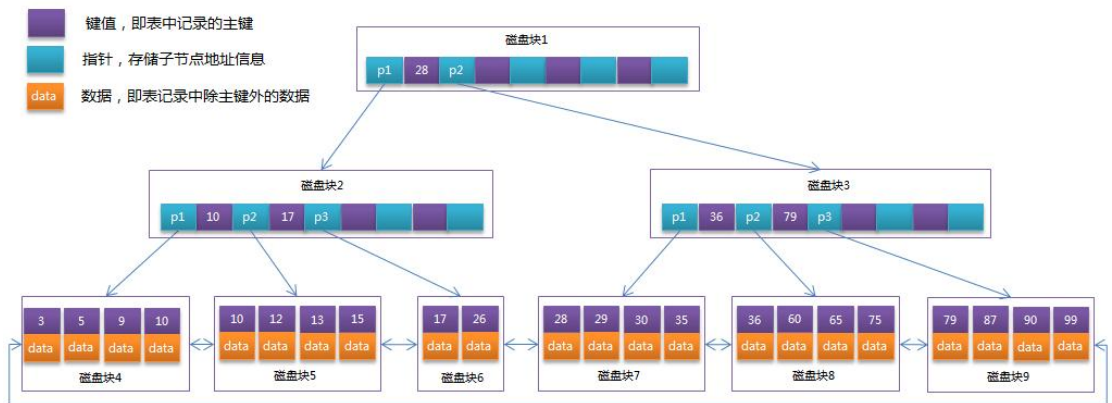 键值，即表中记录的主键
指针，存储子节点地址信息
data 数据，即表记录中除主键外的数据
磁盘块1
p1 28 p2
磁盘块2
p1 10 p2 17 p3
磁盘块3
p1 36 p2 79 p3
3 5 9 10
data data data data
磁盘块4
10 12 13 15
data data data data
磁盘块5
17 26
data data
磁盘块6
28 29 30 35
data data data data
磁盘块7
36 60 65 75
data data data data
磁盘块8
79 87 90 99
data data data data
磁盘块9